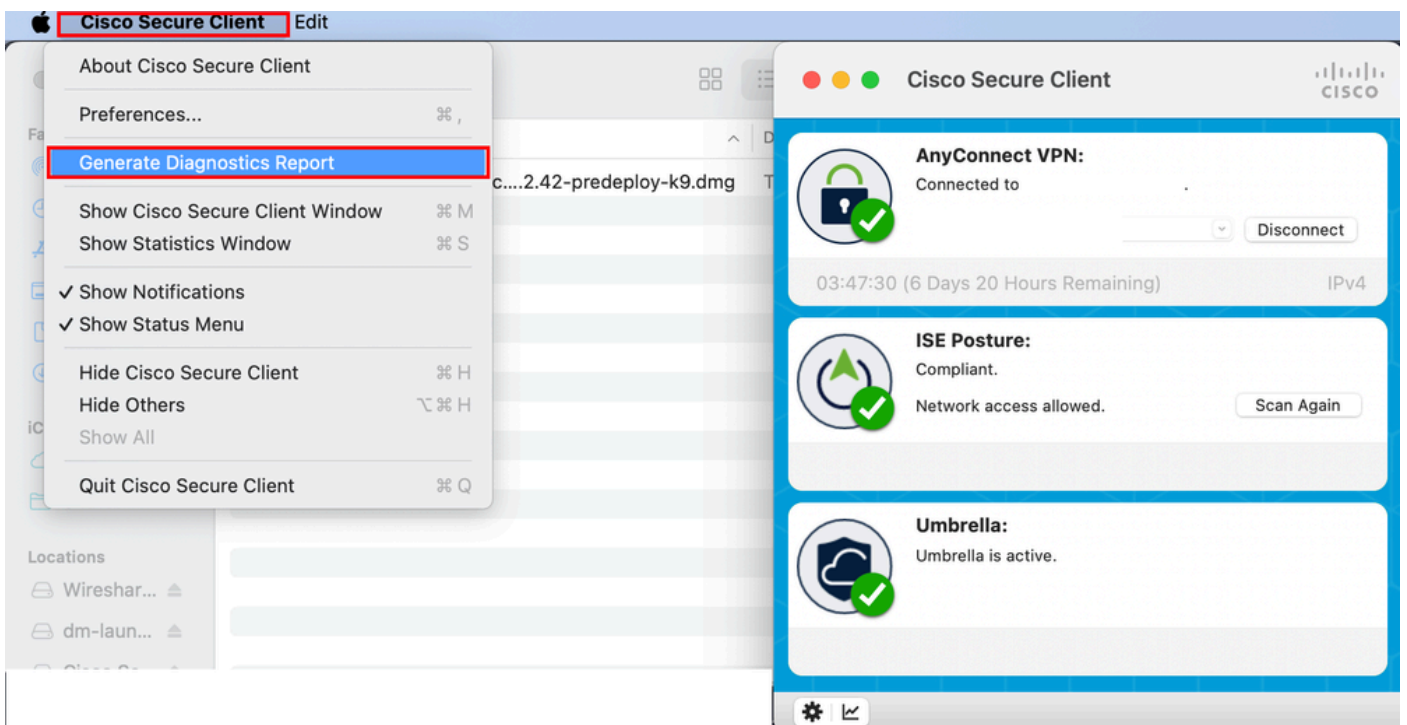 Cisco Secure Client Edit
About Cisco Secure Client
Preferences... ⌘ ,
Generate Diagnostics Report
Show Cisco Secure Client Window ⌘ M
Show Statistics Window ⌘ S
✓ Show Notifications
✓ Show Status Menu
Hide Cisco Secure Client ⌘ H
Hide Others ⌥ ⌘ H
Show All
Quit Cisco Secure Client ⌘ Q
Fa
iC
D
c....2.42-predeploy-k9.dmg T
Locations
Wireshar...
dm-laun...
Cisco Secure Client
CISCO
AnyConnect VPN:
Connected to .
Disconnect
03:47:30 (6 Days 20 Hours Remaining) IPv4
ISE Posture:
Compliant.
Network access allowed. Scan Again
Umbrella:
Umbrella is active.